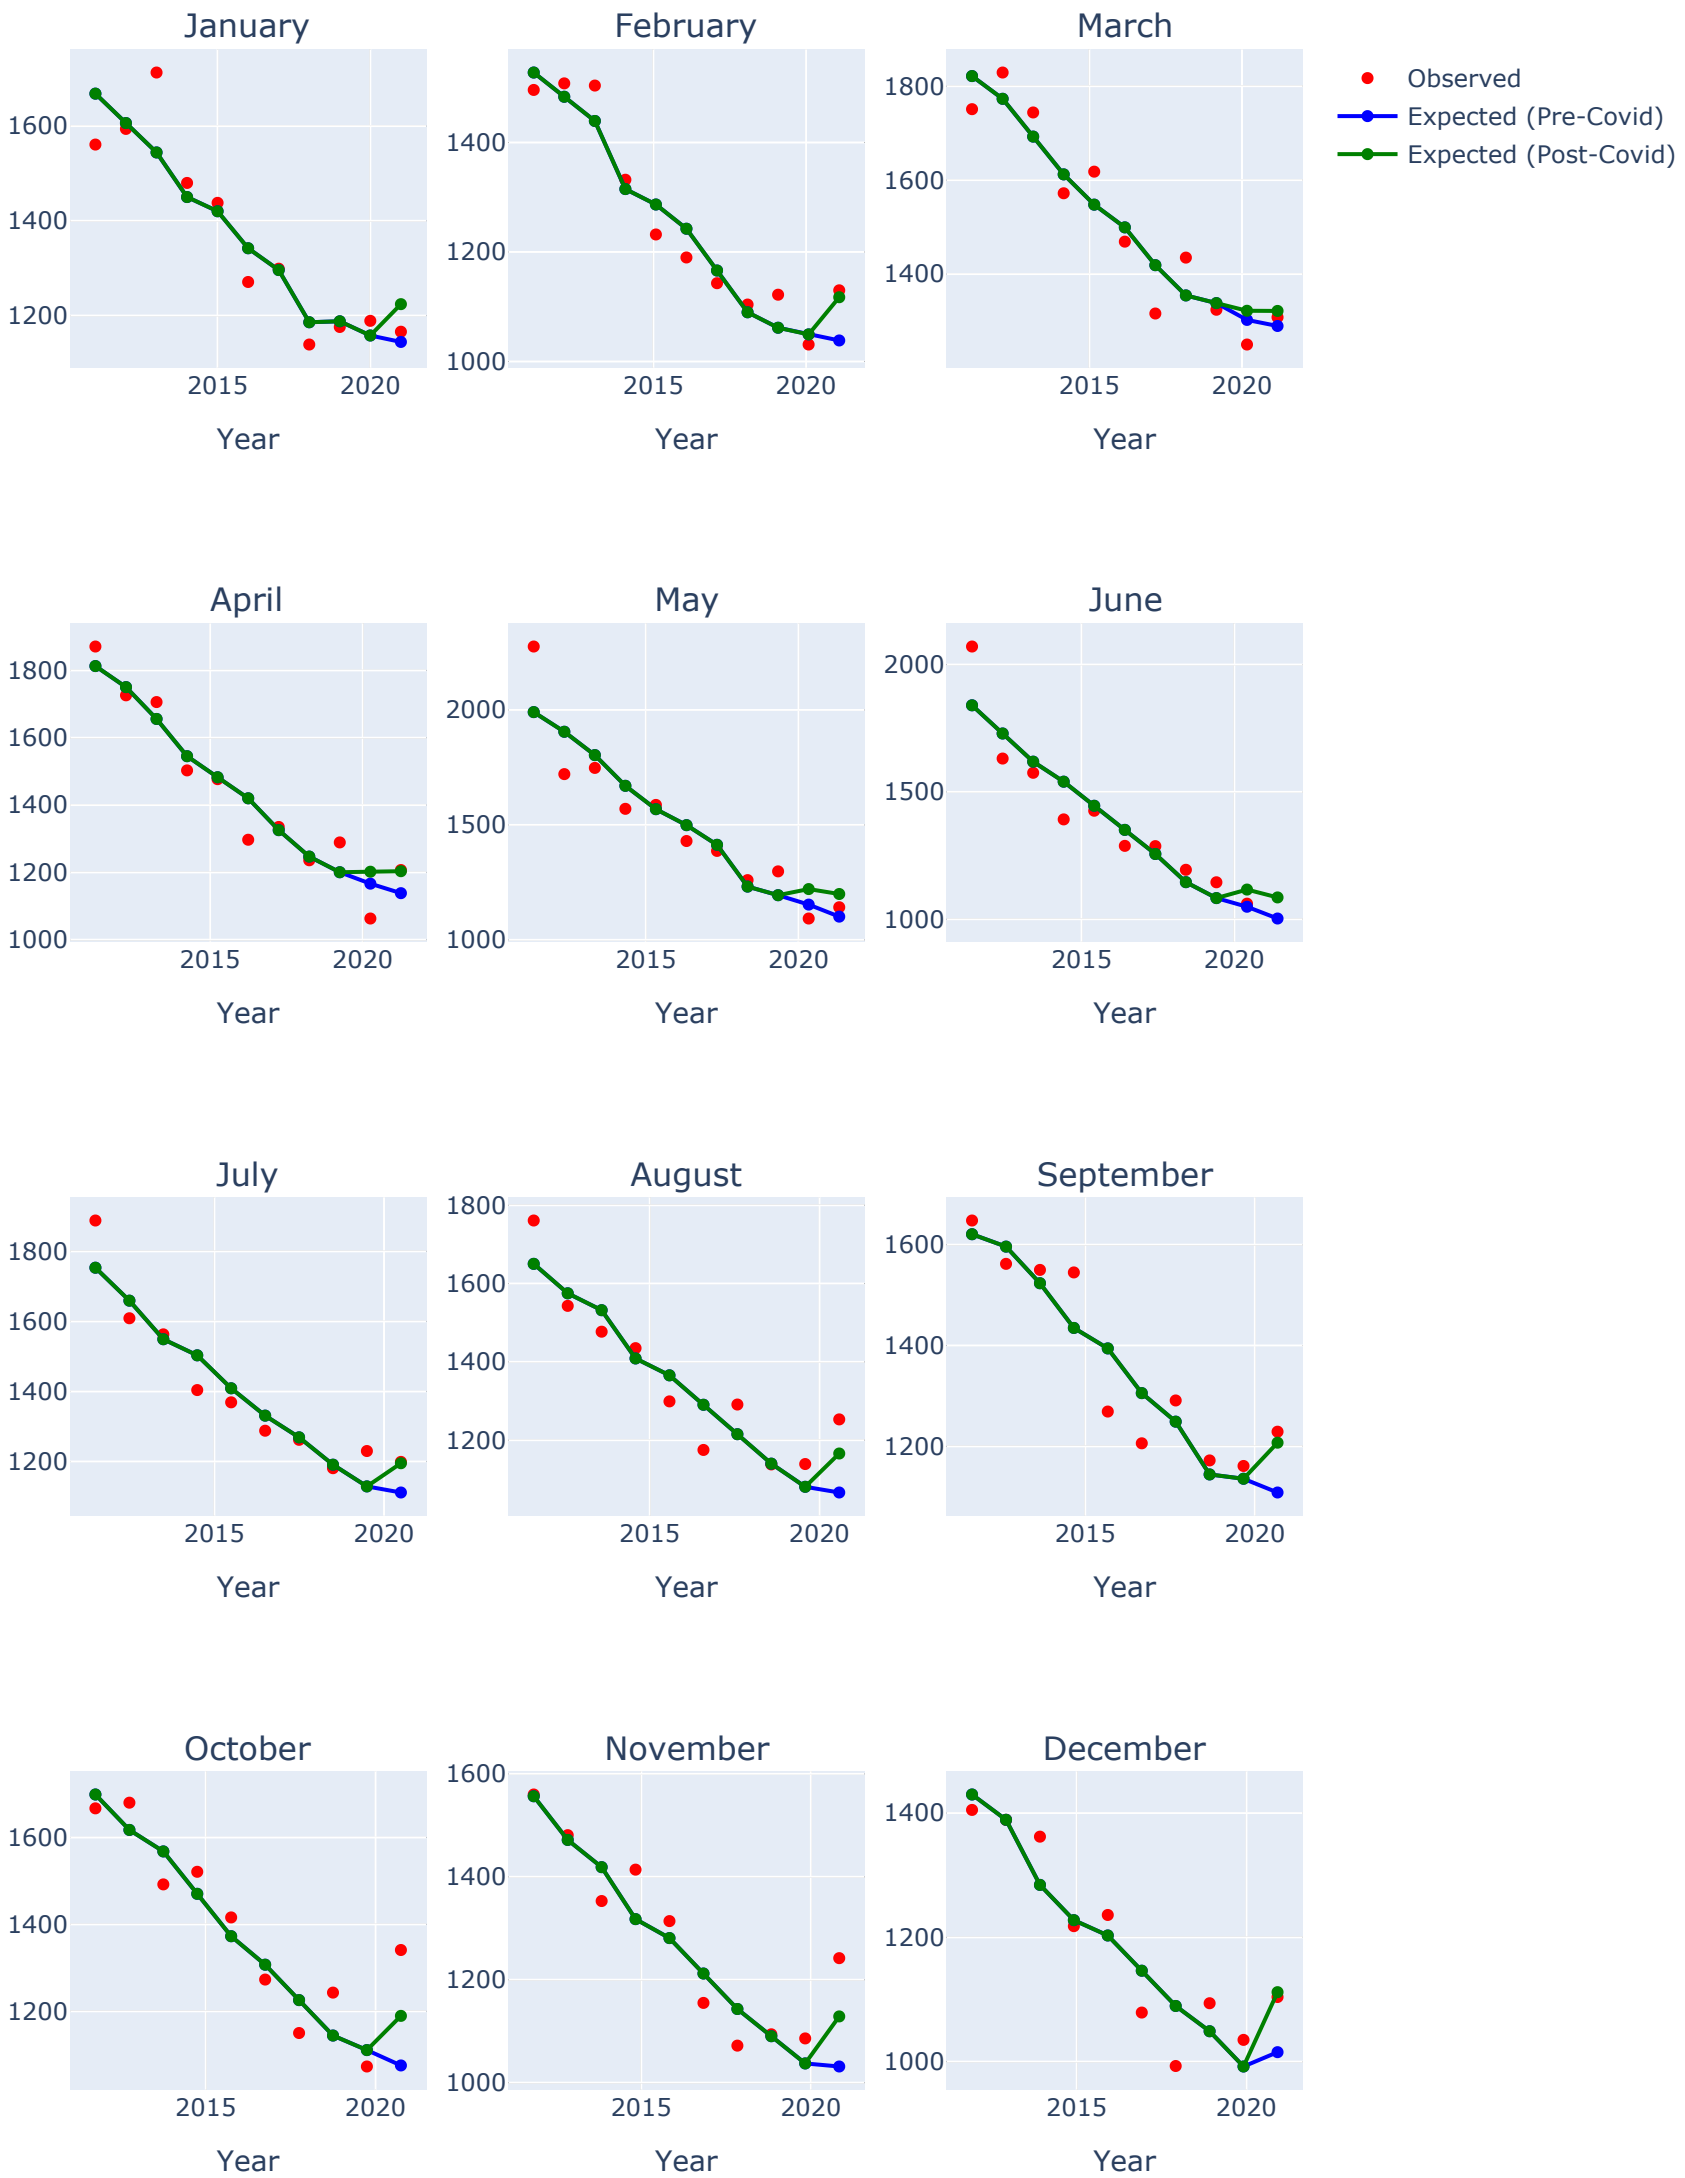 January
February
March
Observed
Expected (Pre-Covid)
Expected (Post-Covid)
1600
1400
1200
1400
1200
1000
1800
1600
1400
2015
2020
2015
2020
2015
2020
Year
Year
Year
April
May
June
1800
1600
1400
1200
1000
2000
1500
1000
2000
1500
1000
2015
2020
2015
2020
2015
2020
Year
Year
Year
July
August
September
1800
1600
1400
1200
1800
1600
1400
1200
1600
1400
1200
2015
2020
2015
2020
2015
2020
Year
Year
Year
October
November
December
1600
1400
1200
1600
1400
1200
1000
1400
1200
1000
2015
2020
2015
2020
2015
2020
Year
Year
Year